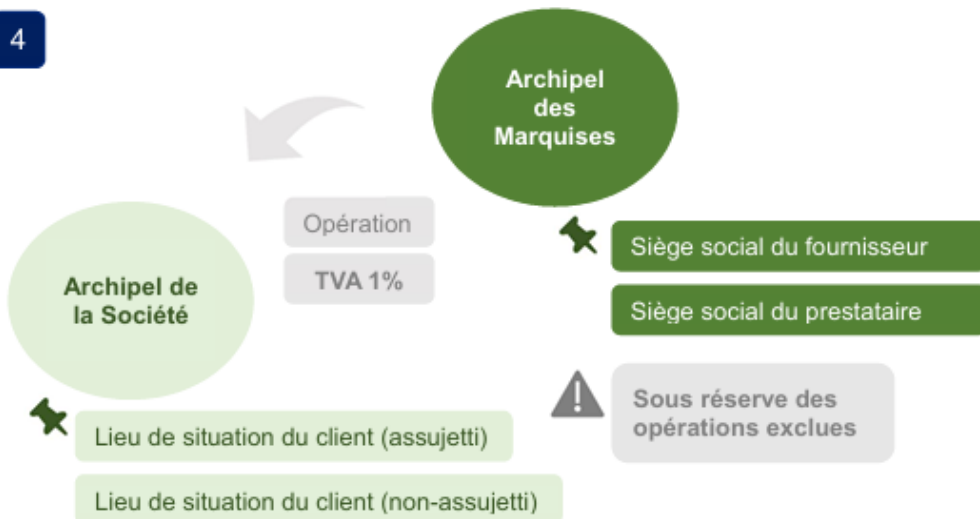 4
Archipel
des
Marquises
Opération
TVA 1%
Archipel de
la Société
Siège social du fournisseur
Siège social du prestataire
Sous réserve des
opérations exclues
Lieu de situation du client (assujetti)
Lieu de situation du client (non-assujetti)